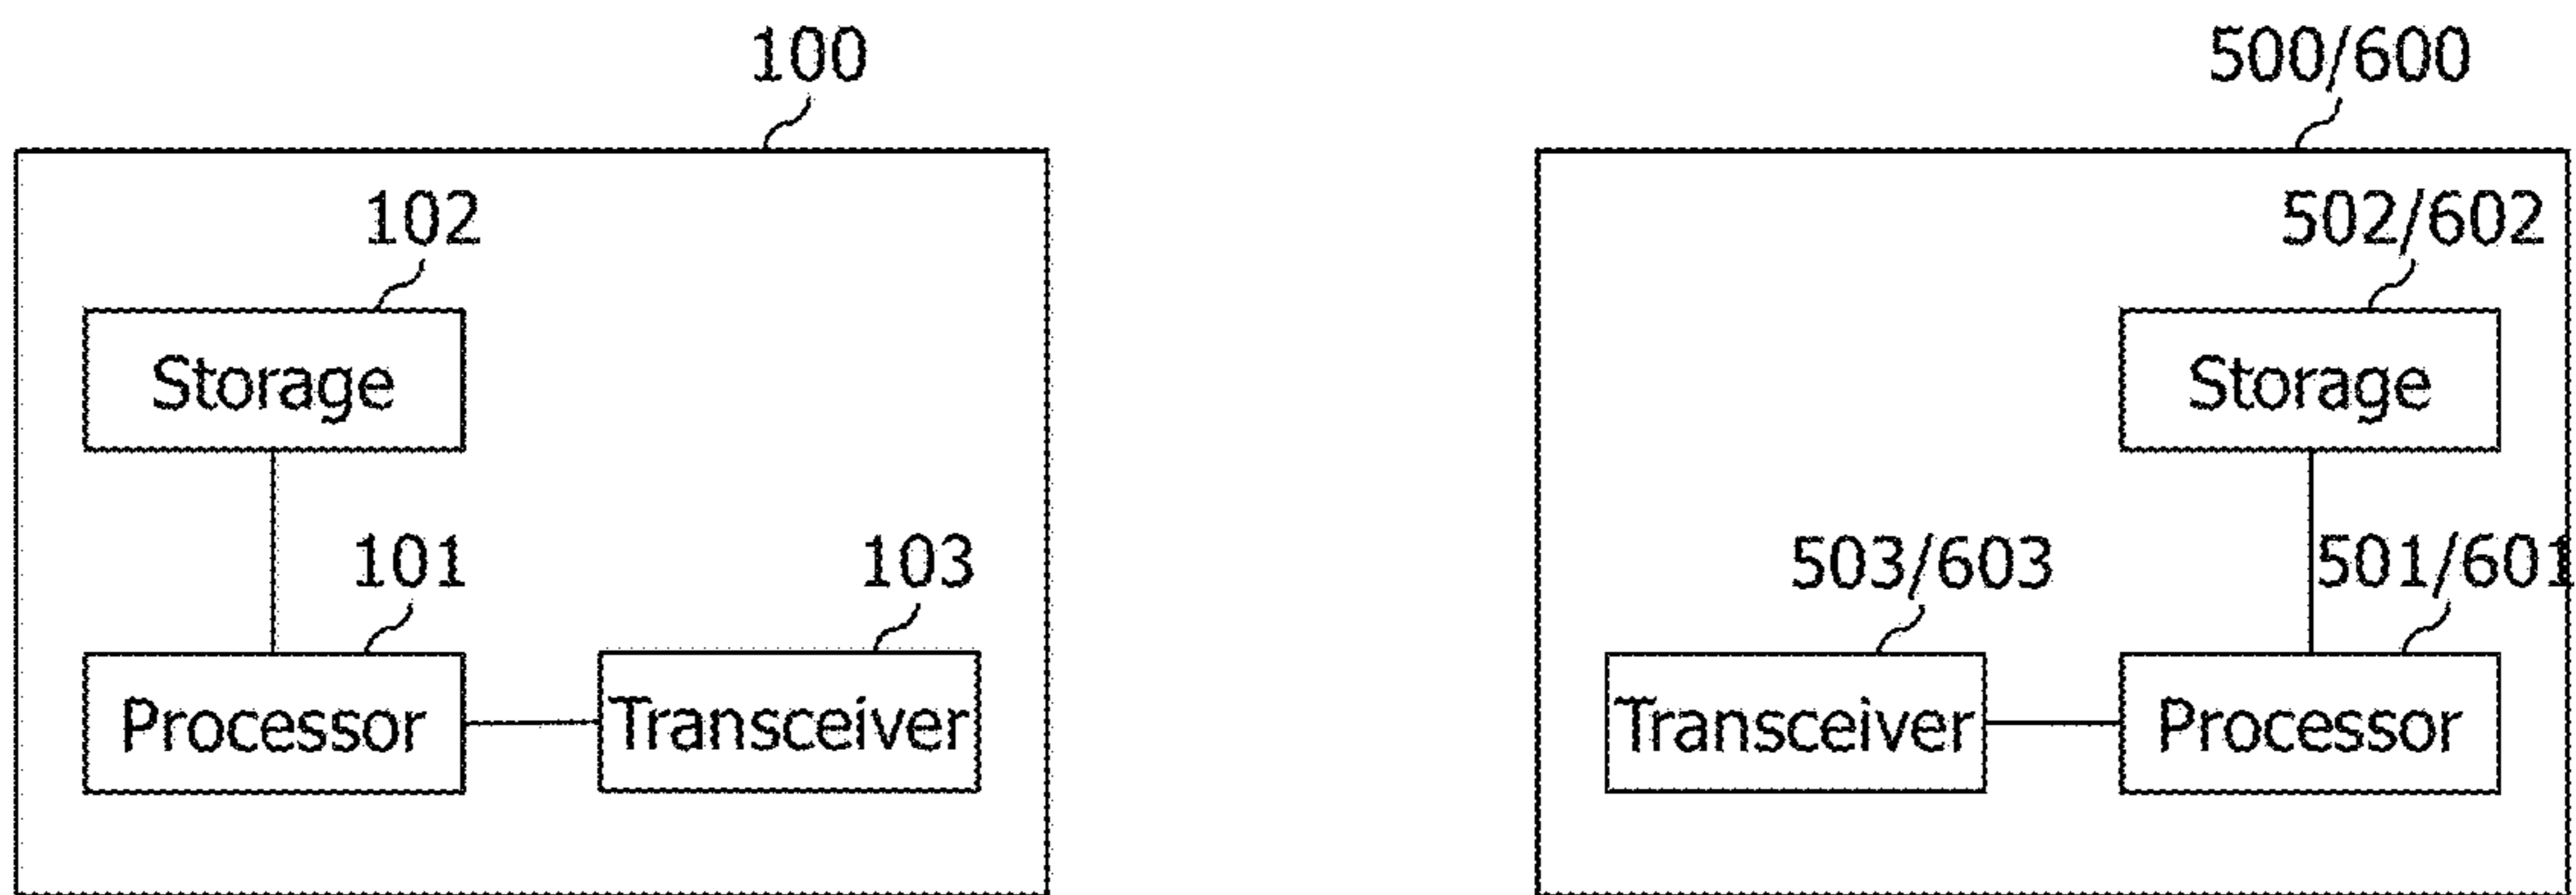 100
500/600
102
502/602
Storage
Storage
101
103
503/603
501/601
Processor
Transceiver
Transceiver
Processor